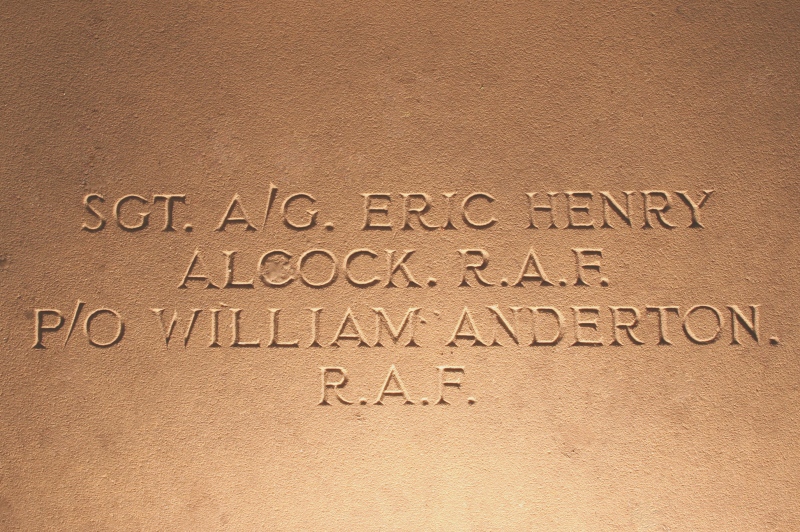 SGT. A/G. ERIC HENRY
ALCOCK. R.A.F.
P/O WILLIAM ANDERTON.
R.A.F.